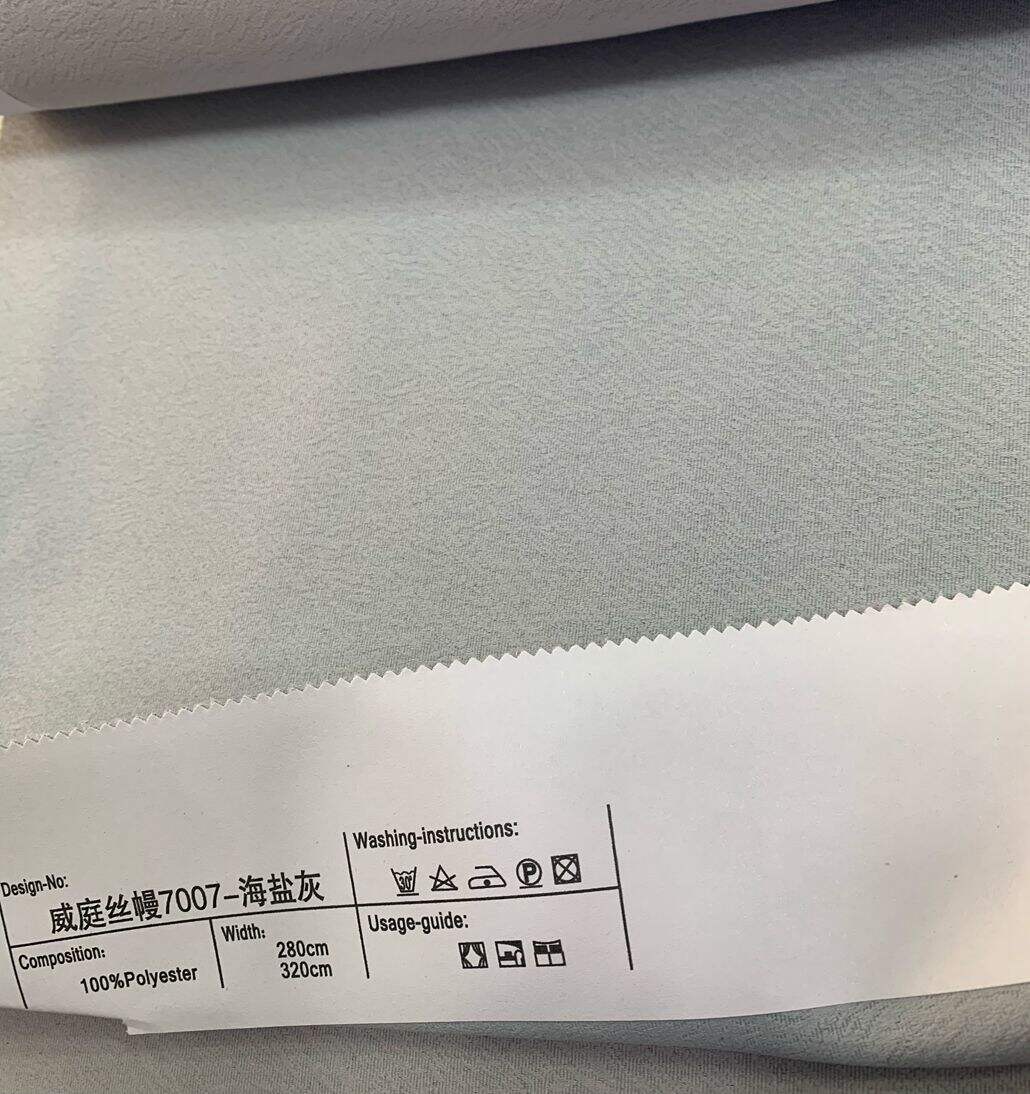 Design-No:
威庭丝幔7007-海盐灰
Washing-instructions:
30°
P
Composition:
100%Polyester
Width:
280cm
320cm
Usage-guide: